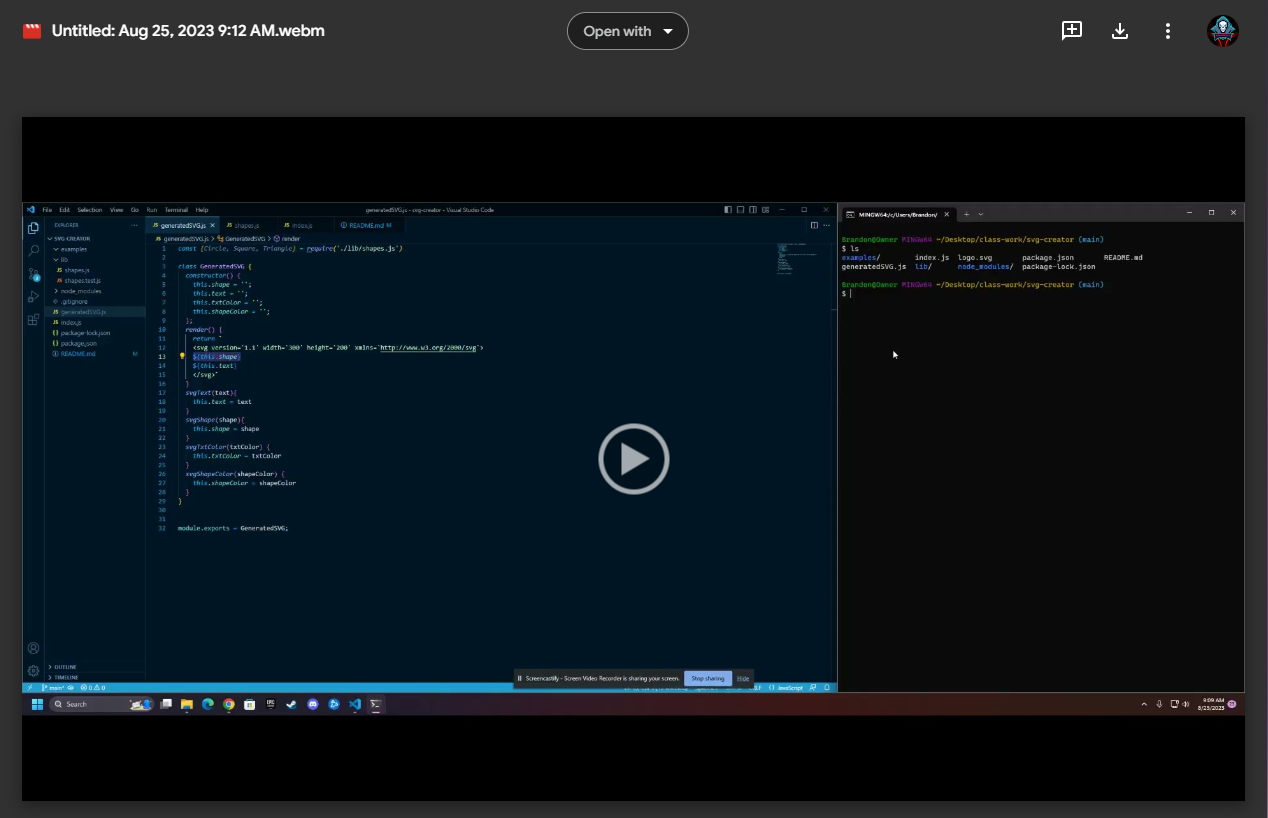 Untitled: Aug 25, 2023 9:12 AM.webm
Open with
File Edit Selection View Go Run Terminal Help
generatedSVG.js - svg-creator - Visual Studio Code
EXPLORER
SVG-CREATOR
examples
lib
shapes.js
shapes.test.js
node_modules
.gitignore
generatedSVG.js
index.js
package-lock.json
package.json
README.md M
OUTLINE
TIMELINE
generatedSVG.js shapes.js index.js README.md M
generatedSVG.js > GeneratedSVG > render
1 const {Circle, Square, Triangle} = require('./lib/shapes.js')
2
3 class GeneratedSVG {
4 constructor() {
5 this.shape = '';
6 this.text = '';
7 this.txtColor = '';
8 this.shapeColor = '';
9 };
10 render() {
11 return `
12 <svg version='1.1' width='300' height='200' xmlns='http://www.w3.org/2000/svg'>
13 ${this.shape}
14 ${this.text}
15 </svg>`
16 }
17 svgText(text){
18 this.text = text
19 }
20 svgShape(shape){
21 this.shape = shape
22 }
23 svgTxtColor(txtColor) {
24 this.txtColor = txtColor
25 }
26 svgShapeColor(shapeColor) {
27 this.shapeColor = shapeColor
28 }
29 }
30
31
32 module.exports = GeneratedSVG;
MINGW64:/c/Users/Brandon/
Brandon@Owner MINGW64 ~/Desktop/class-work/svg-creator (main)
$ ls
examples/ index.js logo.svg package.json README.md
generatedSVG.js lib/ node_modules/ package-lock.json
Brandon@Owner MINGW64 ~/Desktop/class-work/svg-creator (main)
$
Screencastify - Screen Video Recorder is sharing your screen. Stop sharing Hide
main* 0 0 JavaScript
Search
9:09 AM
8/25/2023